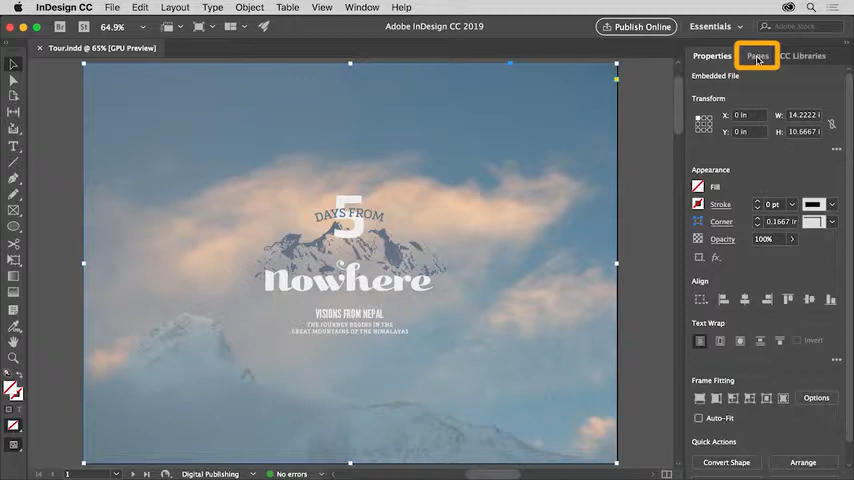 InDesign CC File Edit Layout Type Object Table View Window Help
Br St 64.9% Adobe InDesign CC 2019 Publish Online Essentials Adobe Stock
× Tour.indd @ 65% [GPU Preview]
Properties Pages CC Libraries
Embedded File
Transform
X: 0 in W: 14.2222 i
Y: 0 in H: 10.6667 i
Appearance
Fill
Stroke 0 pt
Corner 0.1667 in
Opacity 100%
fx.
Align
Text Wrap
Invert
Frame Fitting
Options
Auto-Fit
Quick Actions
Convert Shape Arrange
5
DAYS FROM
Nowhere
VISIONS FROM NEPAL
THE JOURNEY BEGINS IN THE
GREAT MOUNTAINS OF THE HIMALAYAS
1 Digital Publishing No errors